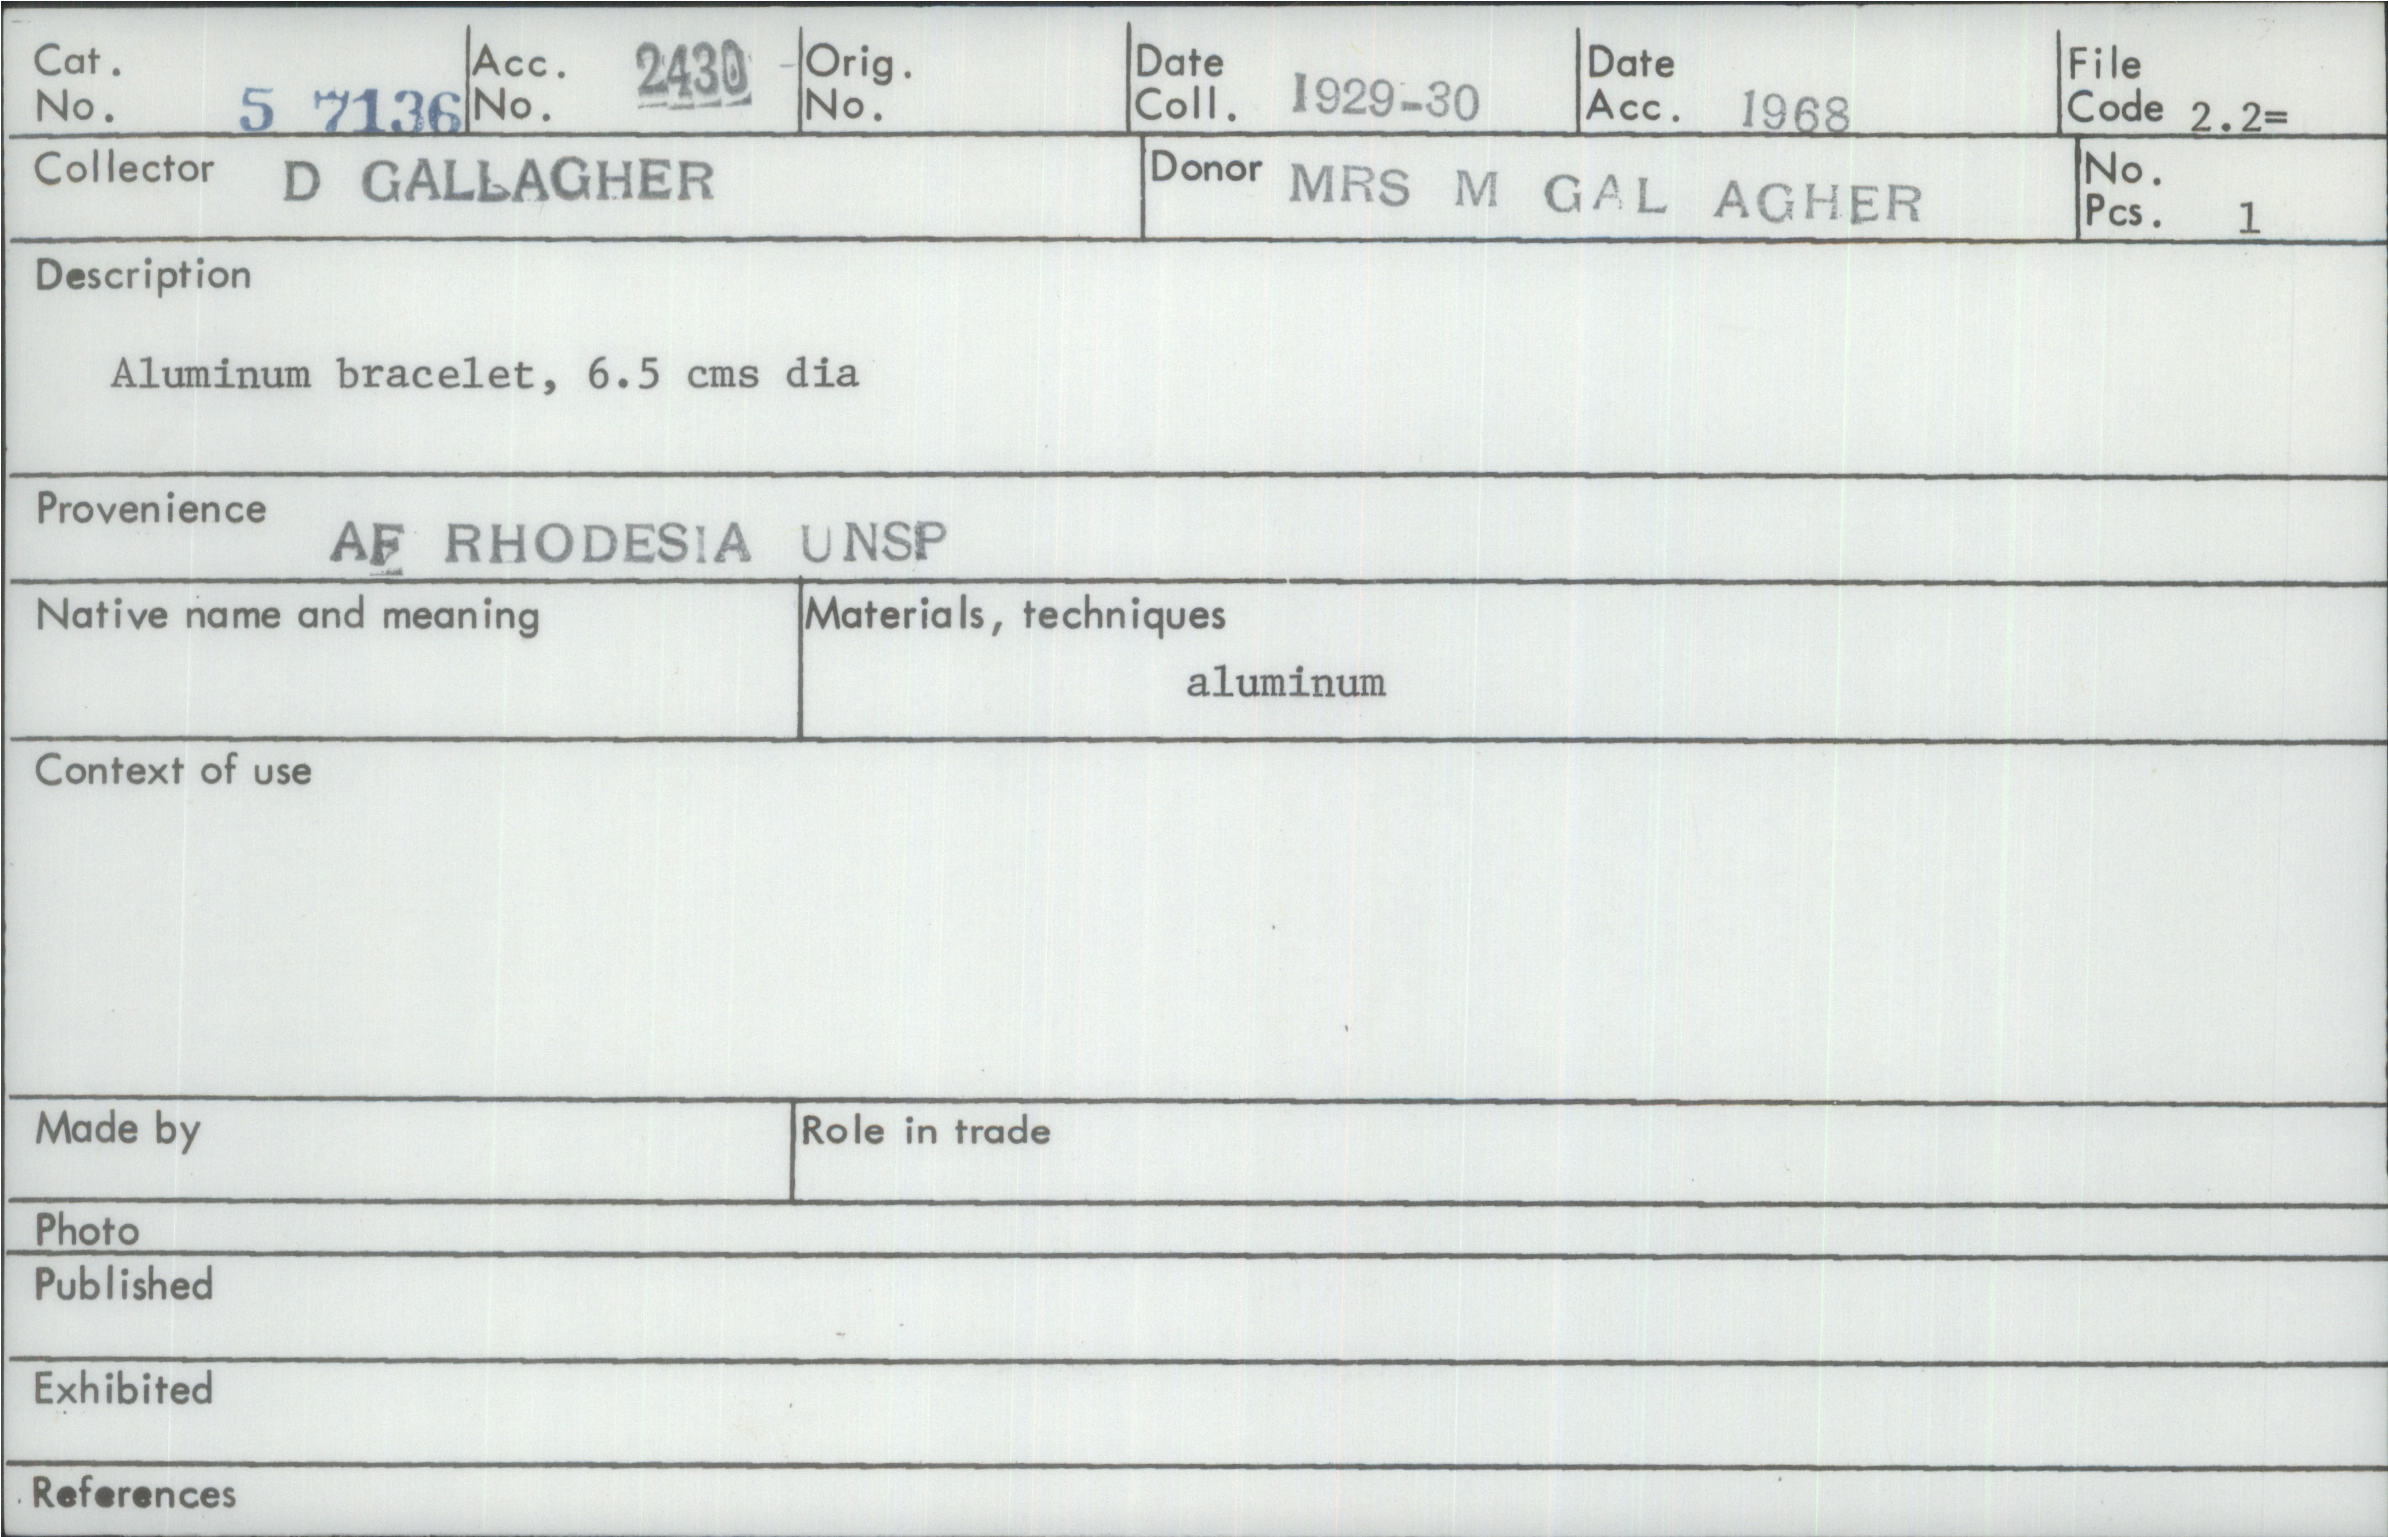 Cat. No. 5 7136 Acc. No. 2430 Orig. No. Date Coll. 1929-30 Date Acc. 1968 File Code 2.2=
Collector D GALLAGHER Donor MRS M GAL AGHER No. Pcs. 1
Description
Aluminum bracelet, 6.5 cms dia
Provenience AF RHODESIA UNSP
Native name and meaning Materials, techniques
aluminum
Context of use
Made by Role in trade
Photo
Published
Exhibited
References